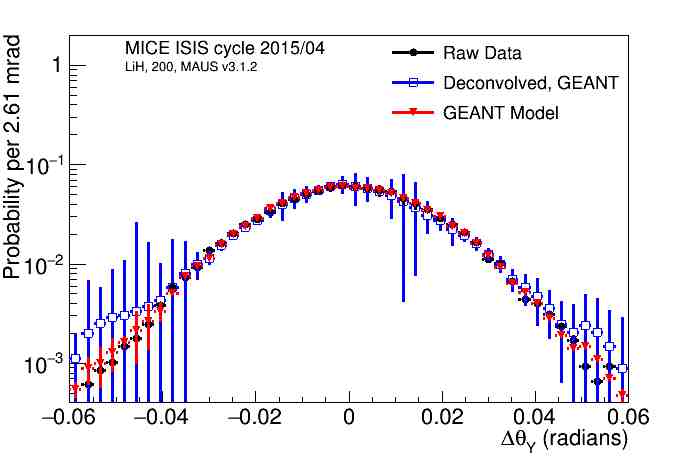 MICE ISIS cycle 2015/04
LiH, 200, MAUS v3.1.2
Raw Data
Deconvolved, GEANT
GEANT Model
Probability per 2.61 mrad
1
10⁻¹
10⁻²
10⁻³
−0.06 −0.04 −0.02 0 0.02 0.04 0.06
Δθ_Y (radians)